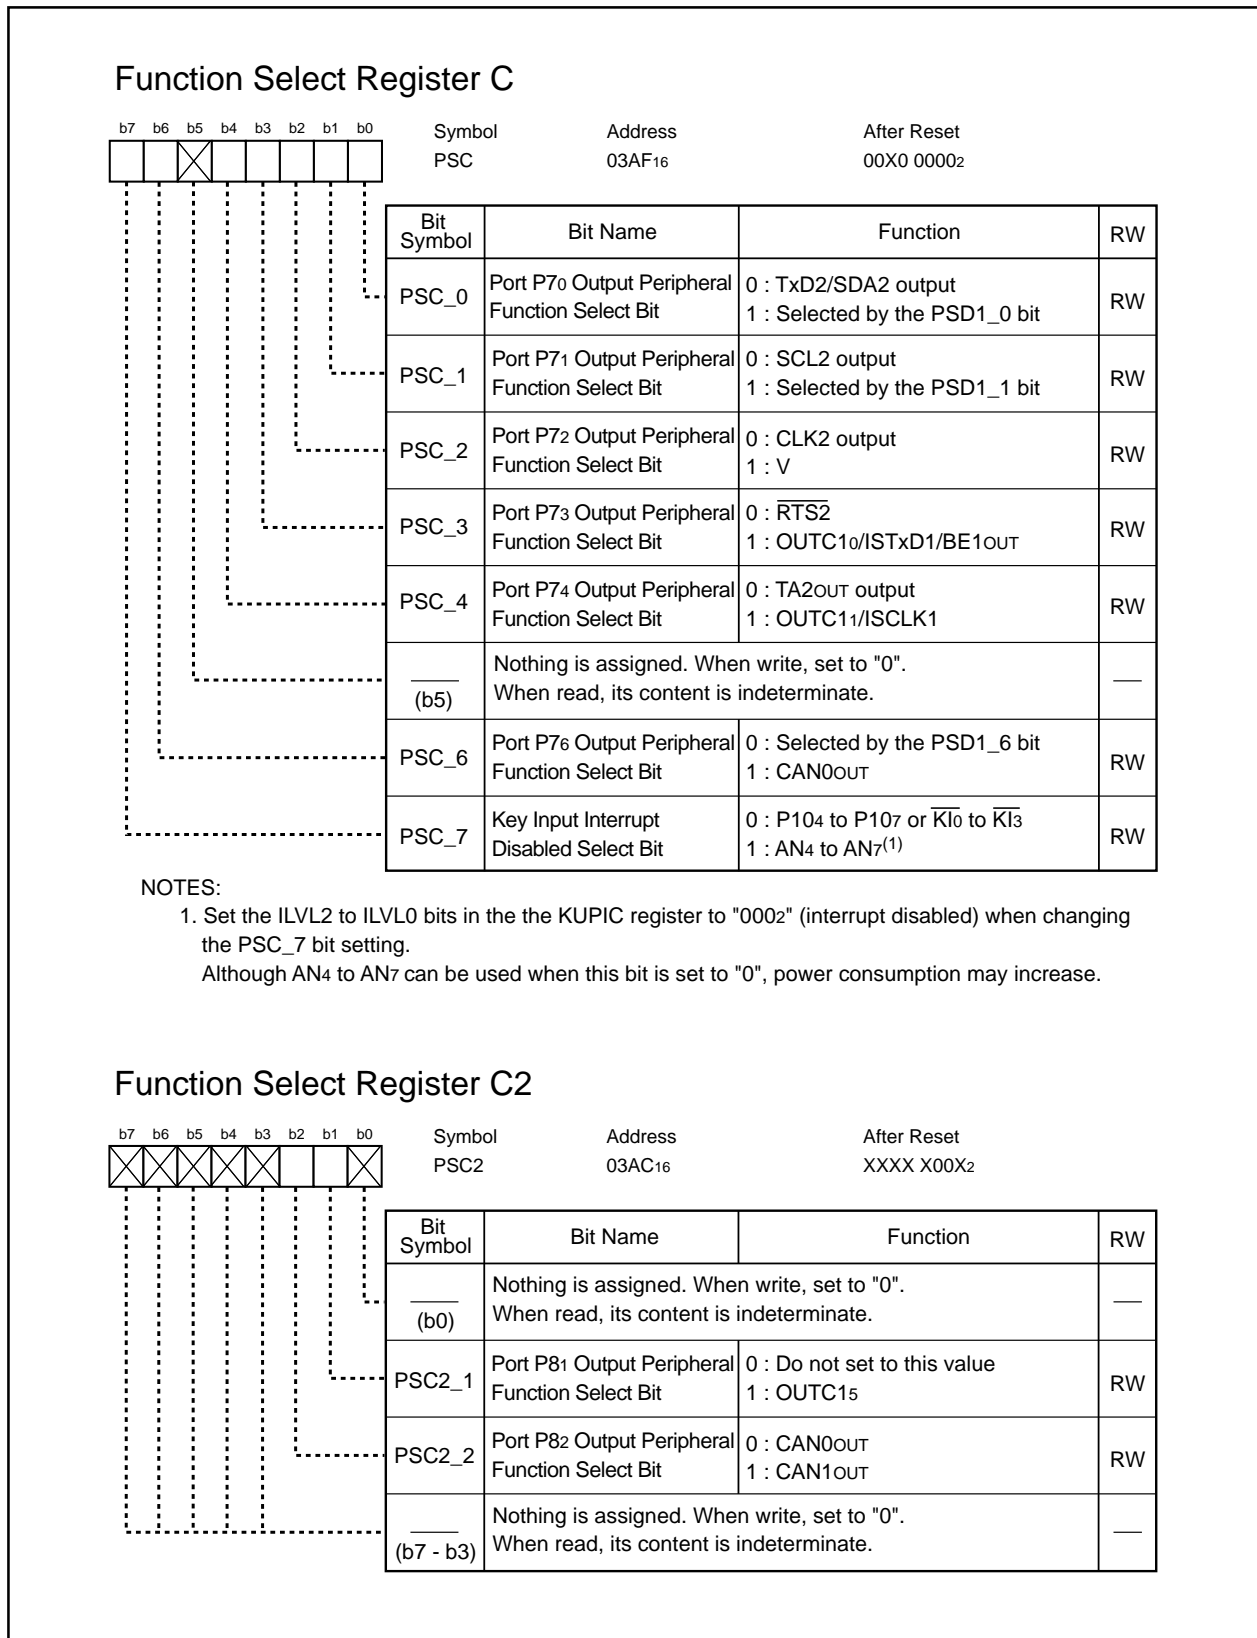 Function Select Register C
b7 b6 b5 b4 b3 b2 b1 b0
Symbol Address After Reset
PSC 03AF16 00X0 00002
Bit Symbol Bit Name Function RW
PSC_0 Port P70 Output Peripheral Function Select Bit 0 : TxD2/SDA2 output 1 : Selected by the PSD1_0 bit RW
PSC_1 Port P71 Output Peripheral Function Select Bit 0 : SCL2 output 1 : Selected by the PSD1_1 bit RW
PSC_2 Port P72 Output Peripheral Function Select Bit 0 : CLK2 output 1 : V RW
PSC_3 Port P73 Output Peripheral Function Select Bit 0 : RTS2 1 : OUTC10/ISTxD1/BE1OUT RW
PSC_4 Port P74 Output Peripheral Function Select Bit 0 : TA2OUT output 1 : OUTC11/ISCLK1 RW
(b5) Nothing is assigned. When write, set to "0". When read, its content is indeterminate.
PSC_6 Port P76 Output Peripheral Function Select Bit 0 : Selected by the PSD1_6 bit 1 : CAN0OUT RW
PSC_7 Key Input Interrupt Disabled Select Bit 0 : P104 to P107 or KI0 to KI3 1 : AN4 to AN7(1) RW
NOTES:
1. Set the ILVL2 to ILVL0 bits in the the KUPIC register to "0002" (interrupt disabled) when changing
the PSC_7 bit setting.
Although AN4 to AN7 can be used when this bit is set to "0", power consumption may increase.
Function Select Register C2
b7 b6 b5 b4 b3 b2 b1 b0
Symbol Address After Reset
PSC2 03AC16 XXXX X00X2
Bit Symbol Bit Name Function RW
(b0) Nothing is assigned. When write, set to "0". When read, its content is indeterminate.
PSC2_1 Port P81 Output Peripheral Function Select Bit 0 : Do not set to this value 1 : OUTC15 RW
PSC2_2 Port P82 Output Peripheral Function Select Bit 0 : CAN0OUT 1 : CAN1OUT RW
(b7 - b3) Nothing is assigned. When write, set to "0". When read, its content is indeterminate.